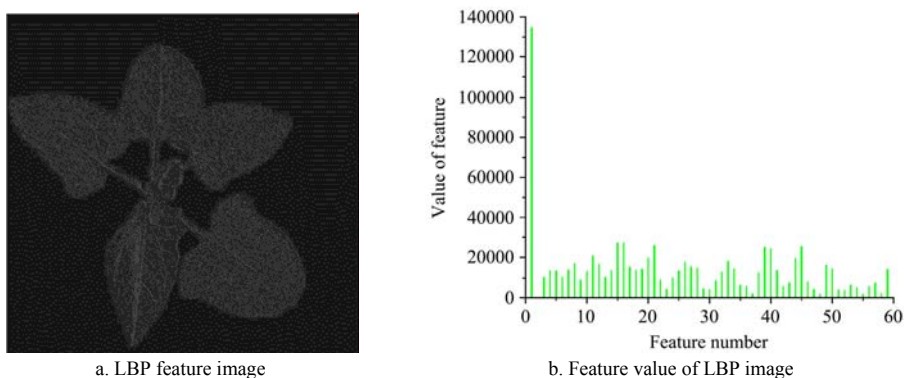 140000
120000
100000
80000
60000
40000
20000
0
Value of feature
0 10 20 30 40 50 60
Feature number
a. LBP feature image
b. Feature value of LBP image